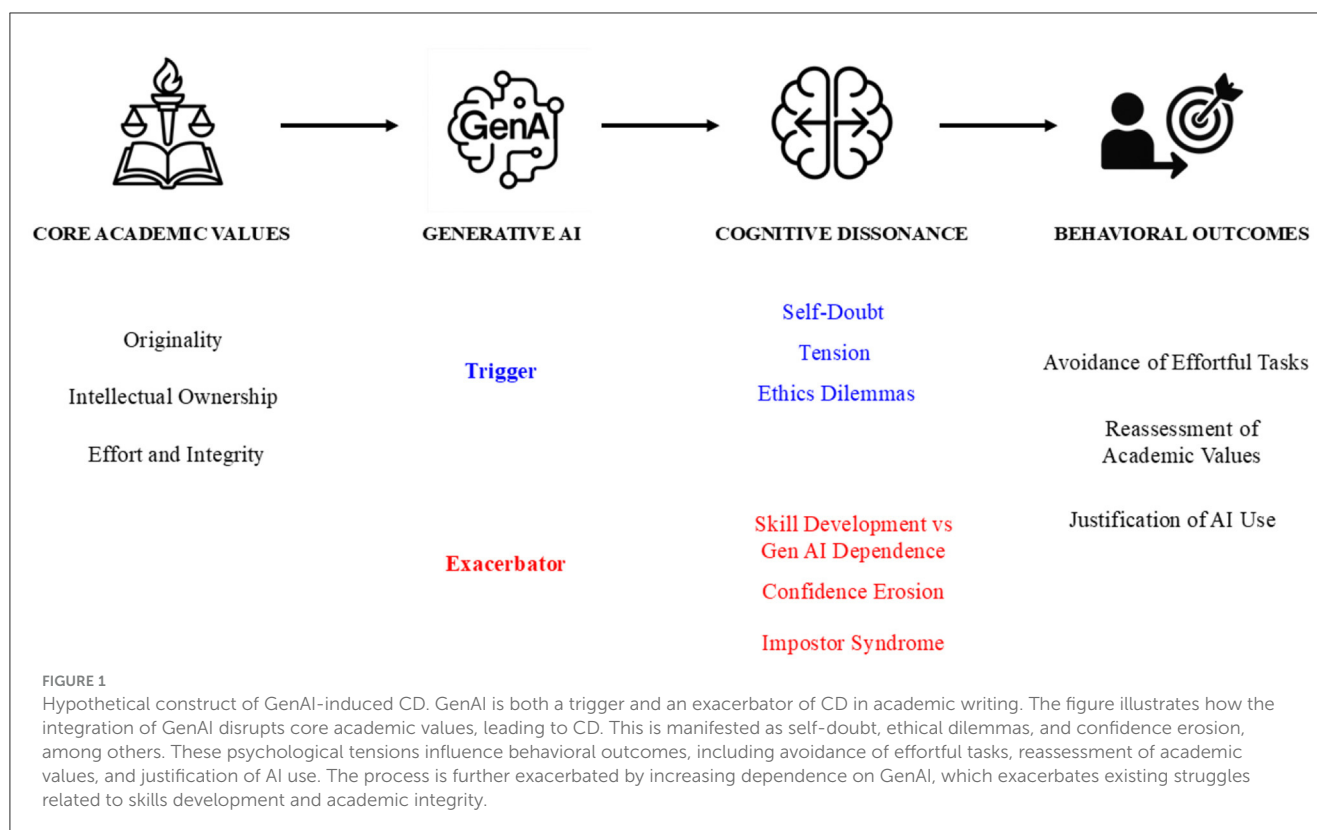 GenA
CORE ACADEMIC VALUES
GENERATIVE AI
COGNITIVE DISSONANCE
BEHAVIORAL OUTCOMES
Originality
Intellectual Ownership
Effort and Integrity
Trigger
Exacerbator
Self-Doubt
Tension
Ethics Dilemmas
Skill Development vs
Gen AI Dependence
Confidence Erosion
Impostor Syndrome
Avoidance of Effortful Tasks
Reassessment of
Academic Values
Justification of AI Use
FIGURE 1
Hypothetical construct of GenAI-induced CD. GenAI is both a trigger and an exacerbator of CD in academic writing. The figure illustrates how the
integration of GenAI disrupts core academic values, leading to CD. This is manifested as self-doubt, ethical dilemmas, and confidence erosion,
among others. These psychological tensions influence behavioral outcomes, including avoidance of effortful tasks, reassessment of academic
values, and justification of AI use. The process is further exacerbated by increasing dependence on GenAI, which exacerbates existing struggles
related to skills development and academic integrity.